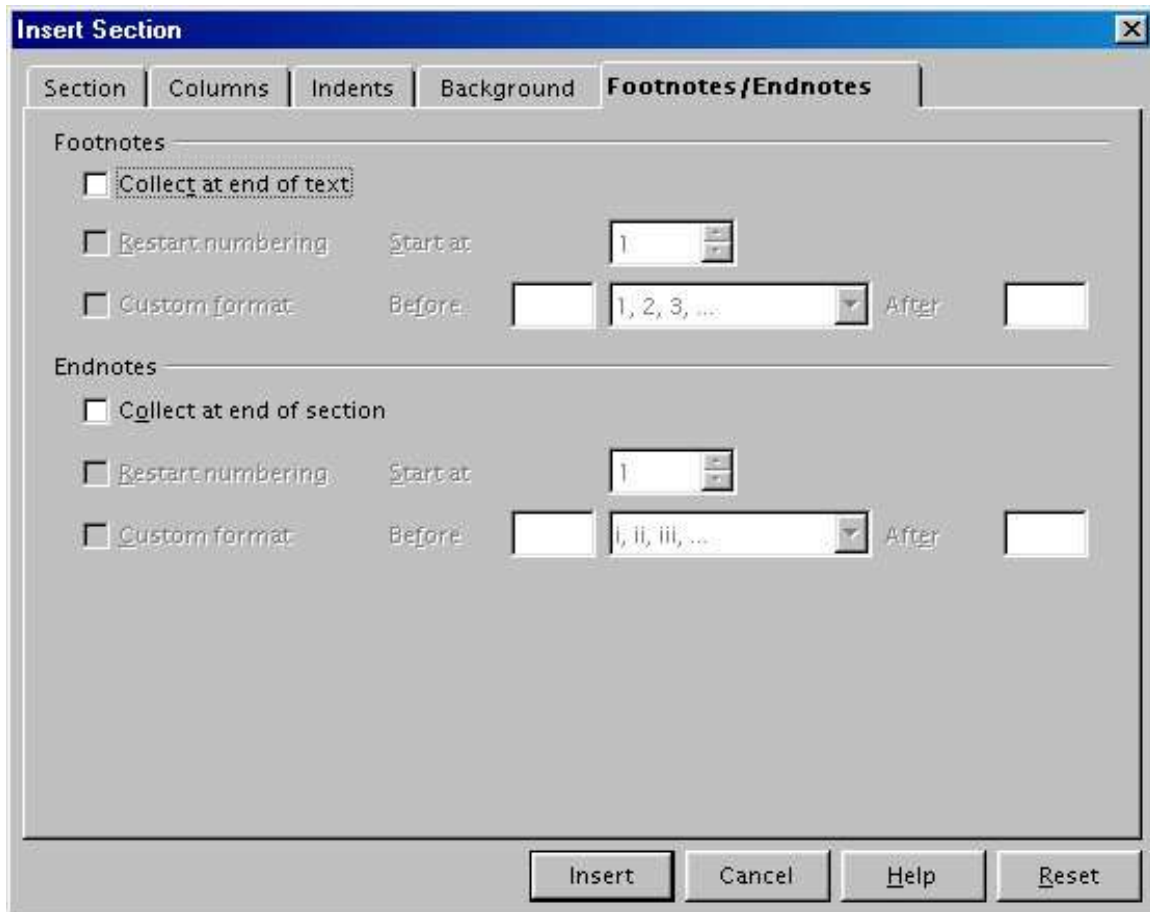 Insert Section
Section Columns Indents Background Footnotes/Endnotes
Footnotes
Collect at end of text
Restart numbering Start at 1
Custom format Before 1, 2, 3, ... After
Endnotes
Collect at end of section
Restart numbering Start at 1
Custom format Before i, ii, iii, ... After
Insert Cancel Help Reset